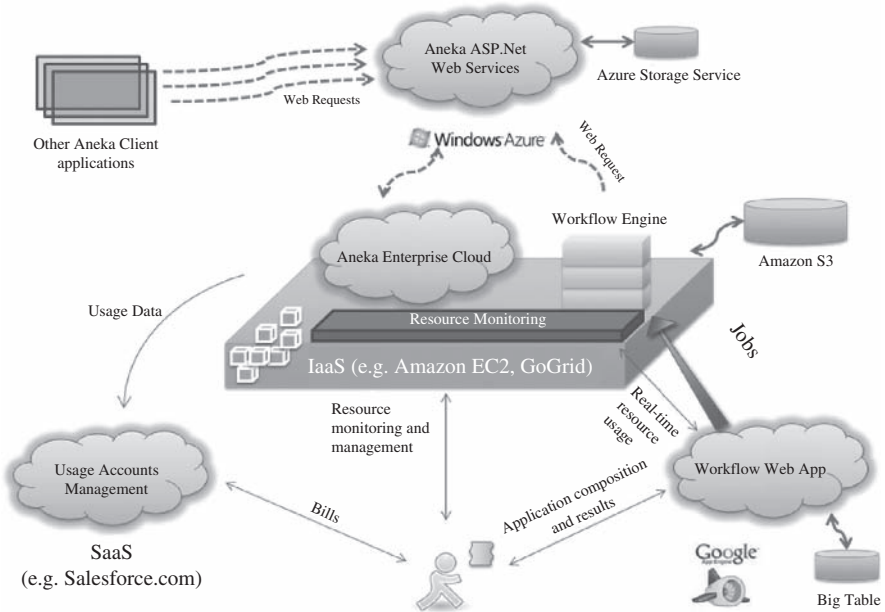 Aneka ASP.Net
Web Services
Azure Storage Service
Web Requests
Other Aneka Client
applications
Windows Azure
Web Request
Workflow Engine
Aneka Enterprise Cloud
Amazon S3
Usage Data
Resource Monitoring
IaaS (e.g. Amazon EC2, GoGrid)
Jobs
Resource
monitoring and
management
Real-time
resource
usage
Usage Accounts
Management
Workflow Web App
Bills
Application composition
and results
SaaS
(e.g. Salesforce.com)
Google
App Engine
Big Table